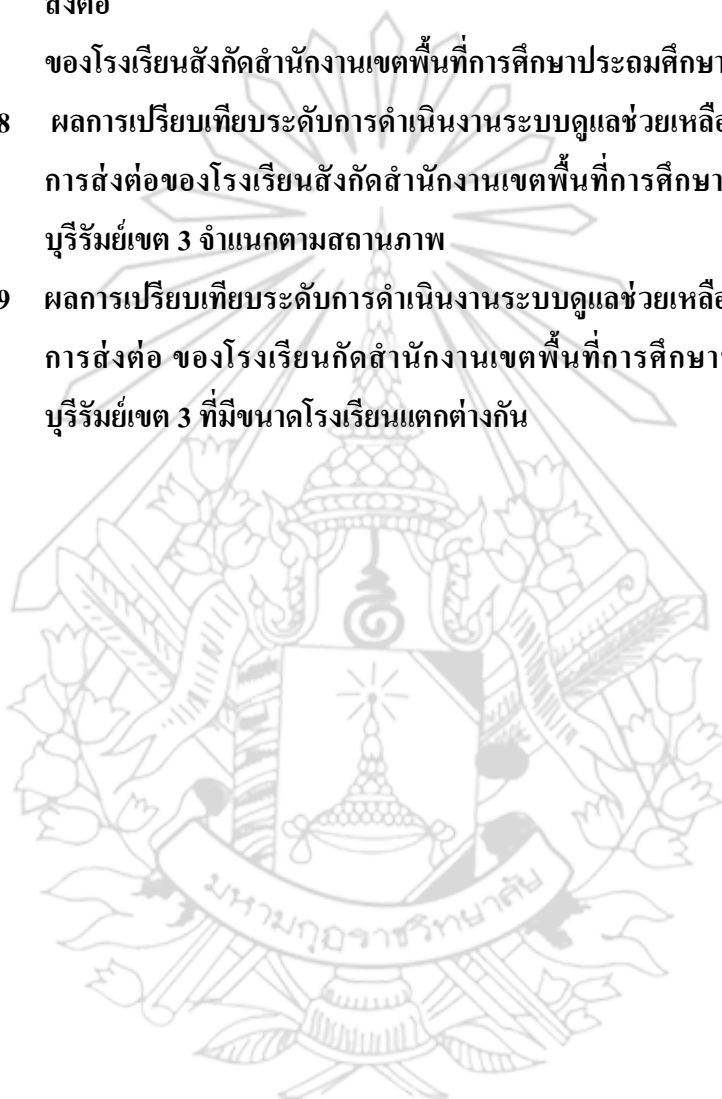 ส่งต่อ
ของโรงเรียนสังกัดสำนักงานเขตพื้นที่การศึกษาประถมศึกษา
8 ผลการเปรียบเทียบระดับการดำเนินงานระบบดูแลช่วยเหลือ
การส่งต่อของโรงเรียนสังกัดสำนักงานเขตพื้นที่การศึกษา
บุรีรัมย์เขต 3 จำแนกตามสถานภาพ
9 ผลการเปรียบเทียบระดับการดำเนินงานระบบดูแลช่วยเหลือ
การส่งต่อ ของโรงเรียนกัดสำนักงานเขตพื้นที่การศึกษา
บุรีรัมย์เขต 3 ที่มีขนาดโรงเรียนแตกต่างกัน
มหามกุฏราชวิทยาลัย